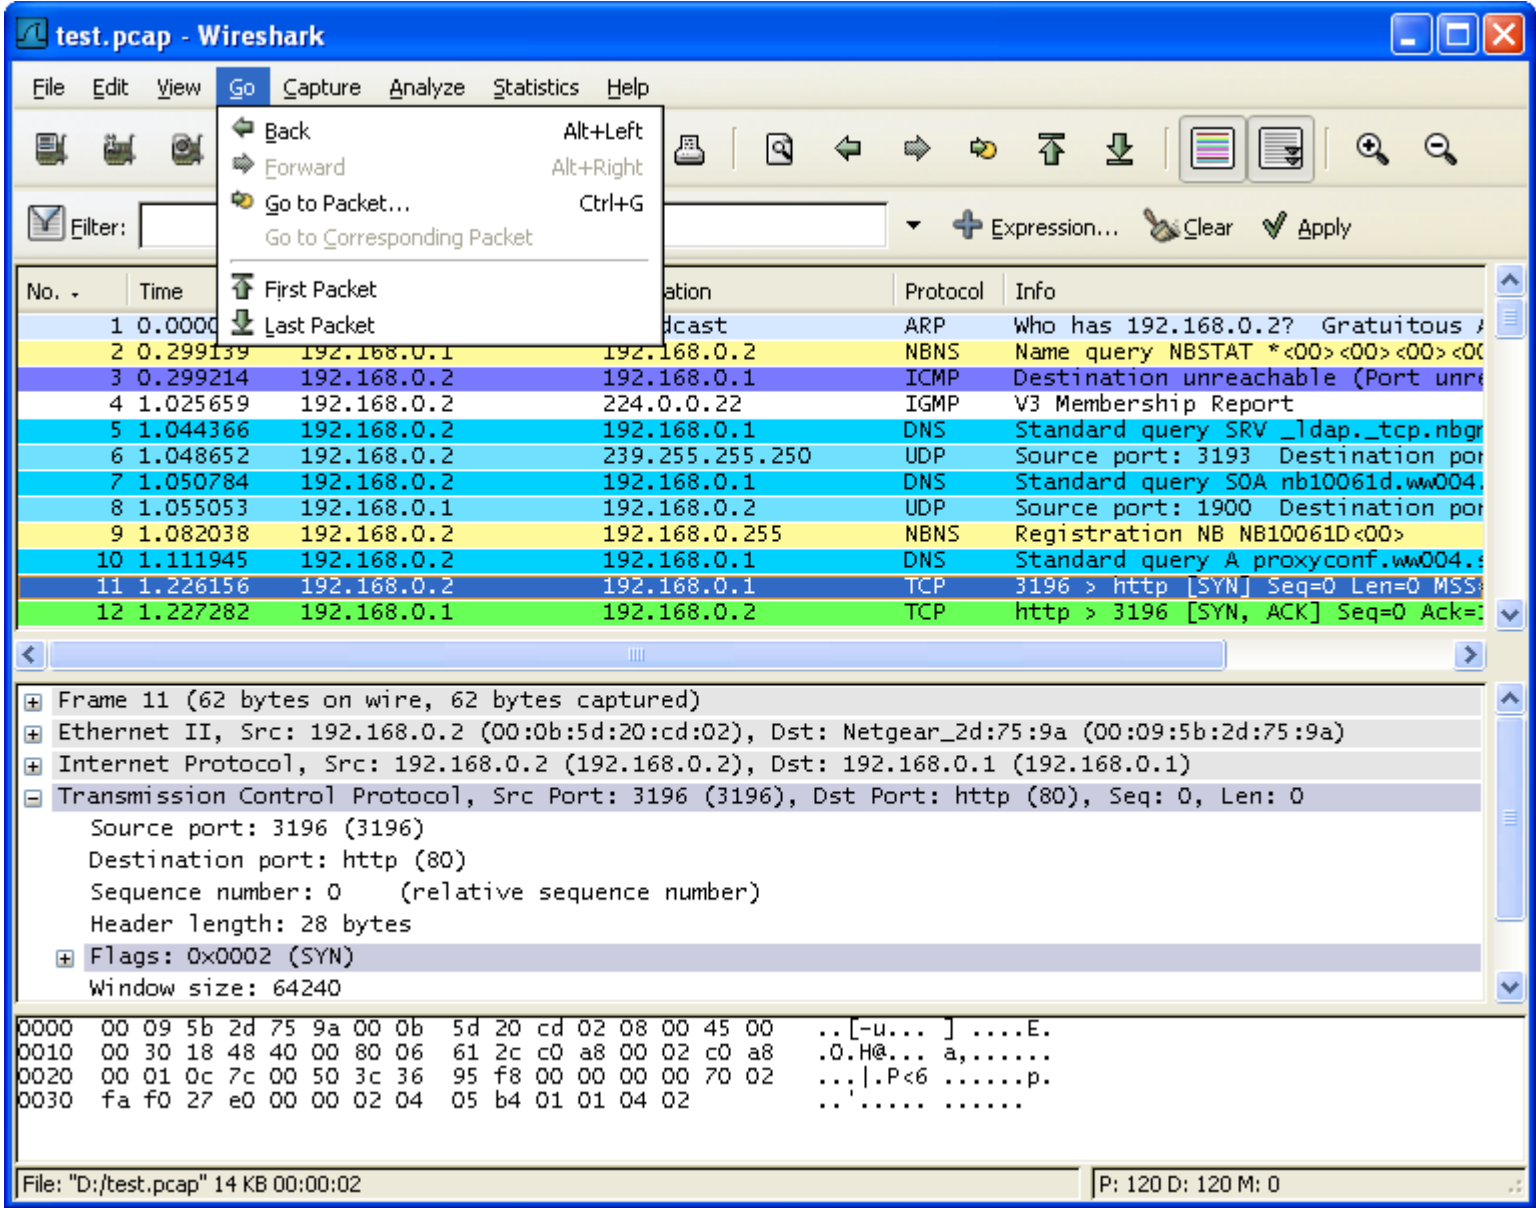 test.pcap - Wireshark
File Edit View Go Capture Analyze Statistics Help
Back Alt+Left
Forward Alt+Right
Go to Packet... Ctrl+G
Go to Corresponding Packet
First Packet
Last Packet
Filter: Expression... Clear Apply
No. Time ation Protocol Info
1 0.0000 dcast ARP Who has 192.168.0.2? Gratuitous
2 0.299139 192.168.0.1 192.168.0.2 NBNS Name query NBSTAT *<00><00><00><00
3 0.299214 192.168.0.2 192.168.0.1 ICMP Destination unreachable (Port unre
4 1.025659 192.168.0.2 224.0.0.22 IGMP V3 Membership Report
5 1.044366 192.168.0.2 192.168.0.1 DNS Standard query SRV _ldap._tcp.nbgr
6 1.048652 192.168.0.2 239.255.255.250 UDP Source port: 3193 Destination por
7 1.050784 192.168.0.2 192.168.0.1 DNS Standard query SOA nb10061d.ww004.
8 1.055053 192.168.0.1 192.168.0.2 UDP Source port: 1900 Destination por
9 1.082038 192.168.0.2 192.168.0.255 NBNS Registration NB NB10061D<00>
10 1.111945 192.168.0.2 192.168.0.1 DNS Standard query A proxyconf.ww004.s
11 1.226156 192.168.0.2 192.168.0.1 TCP 3196 > http [SYN] Seq=0 Len=0 MSS=
12 1.227282 192.168.0.1 192.168.0.2 TCP http > 3196 [SYN, ACK] Seq=0 Ack=1
Frame 11 (62 bytes on wire, 62 bytes captured)
Ethernet II, Src: 192.168.0.2 (00:0b:5d:20:cd:02), Dst: Netgear_2d:75:9a (00:09:5b:2d:75:9a)
Internet Protocol, Src: 192.168.0.2 (192.168.0.2), Dst: 192.168.0.1 (192.168.0.1)
Transmission Control Protocol, Src Port: 3196 (3196), Dst Port: http (80), Seq: 0, Len: 0
Source port: 3196 (3196)
Destination port: http (80)
Sequence number: 0 (relative sequence number)
Header length: 28 bytes
Flags: 0x0002 (SYN)
Window size: 64240
0000 00 09 5b 2d 75 9a 00 0b 5d 20 cd 02 08 00 45 00 ..[-u... ] ....E.
0010 00 30 18 48 40 00 80 06 61 2c c0 a8 00 02 c0 a8 .0.H@... a,......
0020 00 01 0c 7c 00 50 3c 36 95 f8 00 00 00 00 70 02 ...|.P<6 ......p.
0030 fa f0 27 e0 00 00 02 04 05 b4 01 01 04 02 ..'..... ......
File: "D:/test.pcap" 14 KB 00:00:02 P: 120 D: 120 M: 0